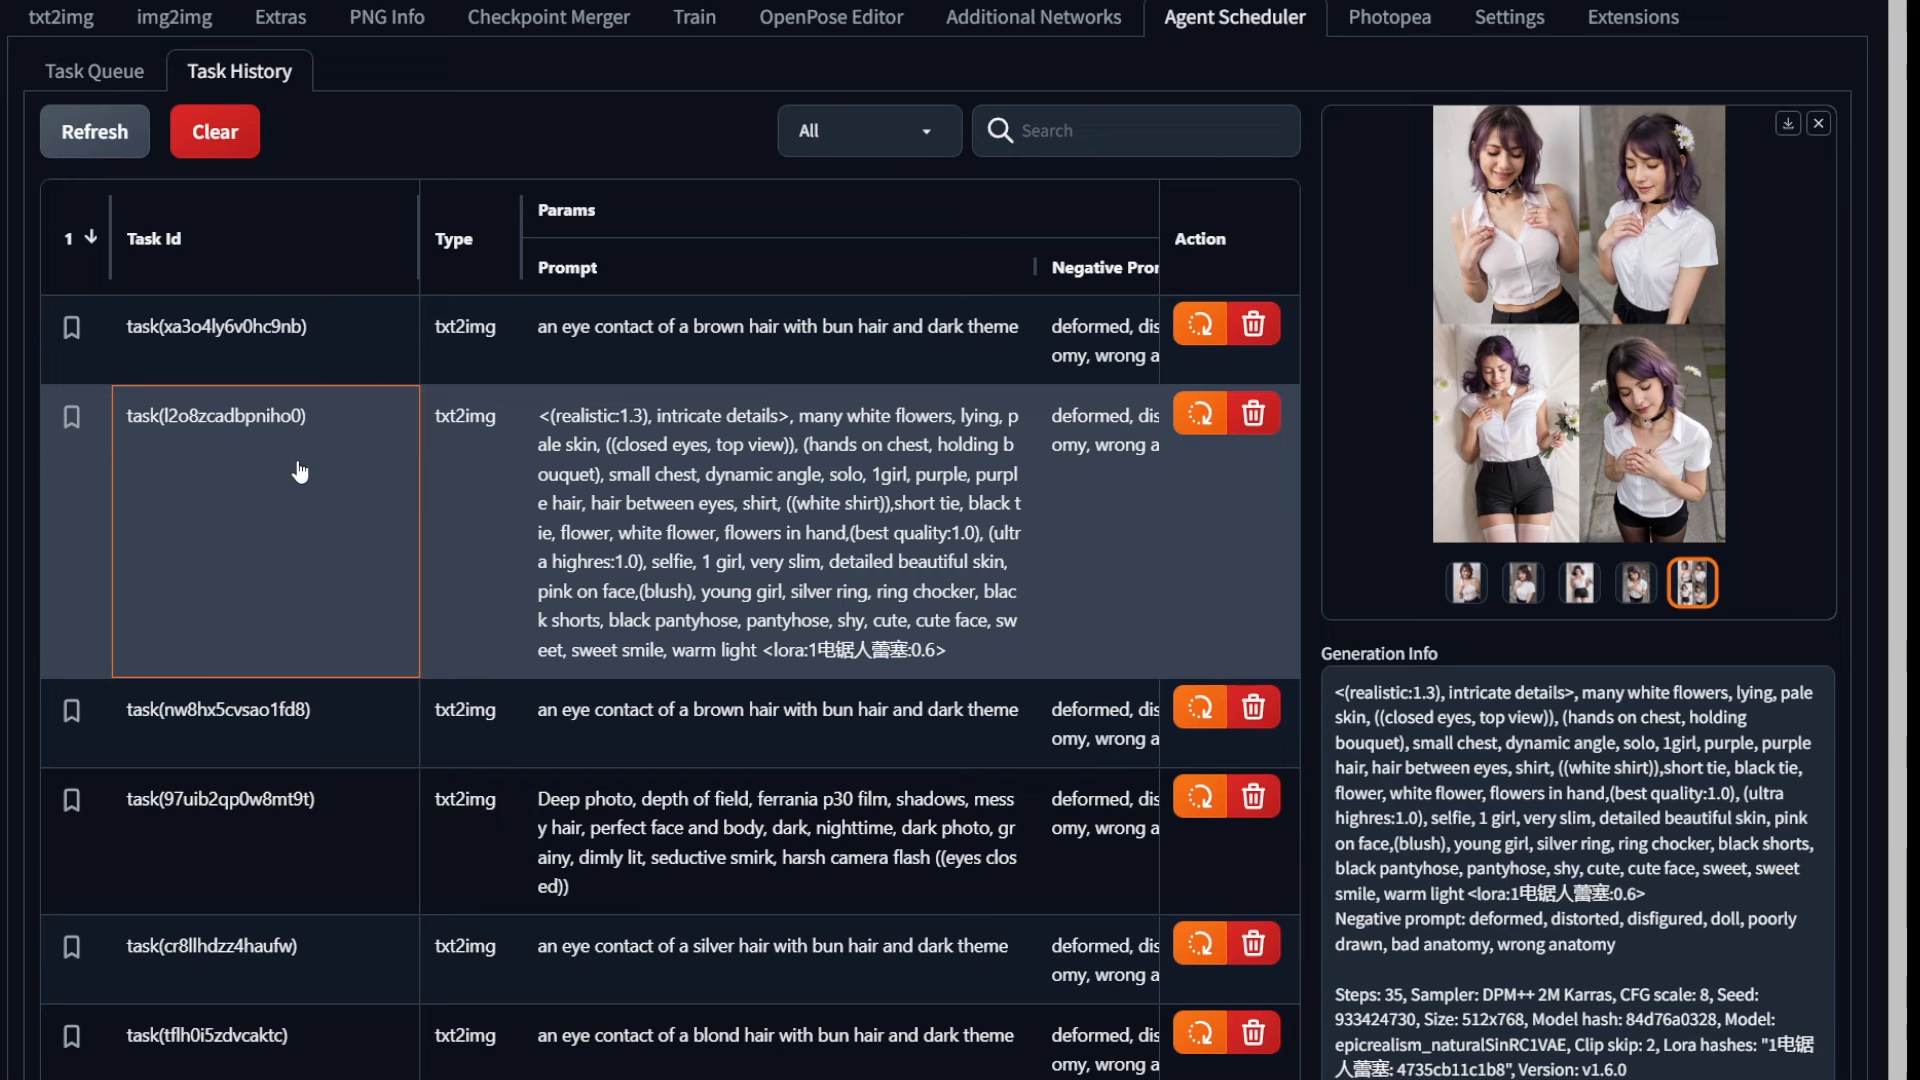 txt2img img2img Extras PNG Info Checkpoint Merger Train OpenPose Editor Additional Networks Agent Scheduler Photopea Settings Extensions
Task Queue Task History
Refresh Clear All Search
1 Task Id Type Params Action
Prompt Negative Pror
task(xa3o4ly6v0hc9nb) txt2img an eye contact of a brown hair with bun hair and dark theme deformed, dis
omy, wrong a
task(l2o8zcadbpniho0) txt2img <(realistic:1.3), intricate details>, many white flowers, lying, p deformed, dis
ale skin, ((closed eyes, top view)), (hands on chest, holding b omy, wrong a
ouquet), small chest, dynamic angle, solo, 1girl, purple, purpl
e hair, hair between eyes, shirt, ((white shirt)),short tie, black t
ie, flower, white flower, flowers in hand,(best quality:1.0), (ultr
a highres:1.0), selfie, 1 girl, very slim, detailed beautiful skin,
pink on face,(blush), young girl, silver ring, ring chocker, blac
k shorts, black pantyhose, pantyhose, shy, cute, cute face, sw
eet, sweet smile, warm light <lora:1电锯人蕾塞:0.6>
task(nw8hx5cvsao1fd8) txt2img an eye contact of a brown hair with bun hair and dark theme deformed, dis
omy, wrong a
task(97uib2qp0w8mt9t) txt2img Deep photo, depth of field, ferrania p30 film, shadows, mess deformed, dis
y hair, perfect face and body, dark, nighttime, dark photo, gr omy, wrong a
ainy, dimly lit, seductive smirk, harsh camera flash ((eyes clos
ed))
task(cr8llhdzz4haufw) txt2img an eye contact of a silver hair with bun hair and dark theme deformed, dis
omy, wrong a
task(tflh0i5zdvcaktc) txt2img an eye contact of a blond hair with bun hair and dark theme deformed, dis
omy, wrong a
Generation Info
<(realistic:1.3), intricate details>, many white flowers, lying, pale
skin, ((closed eyes, top view)), (hands on chest, holding
bouquet), small chest, dynamic angle, solo, 1girl, purple, purple
hair, hair between eyes, shirt, ((white shirt)),short tie, black tie,
flower, white flower, flowers in hand,(best quality:1.0), (ultra
highres:1.0), selfie, 1 girl, very slim, detailed beautiful skin, pink
on face,(blush), young girl, silver ring, ring chocker, black shorts,
black pantyhose, pantyhose, shy, cute, cute face, sweet, sweet
smile, warm light <lora:1电锯人蕾塞:0.6>
Negative prompt: deformed, distorted, disfigured, doll, poorly
drawn, bad anatomy, wrong anatomy
Steps: 35, Sampler: DPM++ 2M Karras, CFG scale: 8, Seed:
933424730, Size: 512x768, Model hash: 84d76a0328, Model:
epicrealism_naturalSinRC1VAE, Clip skip: 2, Lora hashes: "1电锯
人蕾塞: 4735cb11c1b8", Version: v1.6.0